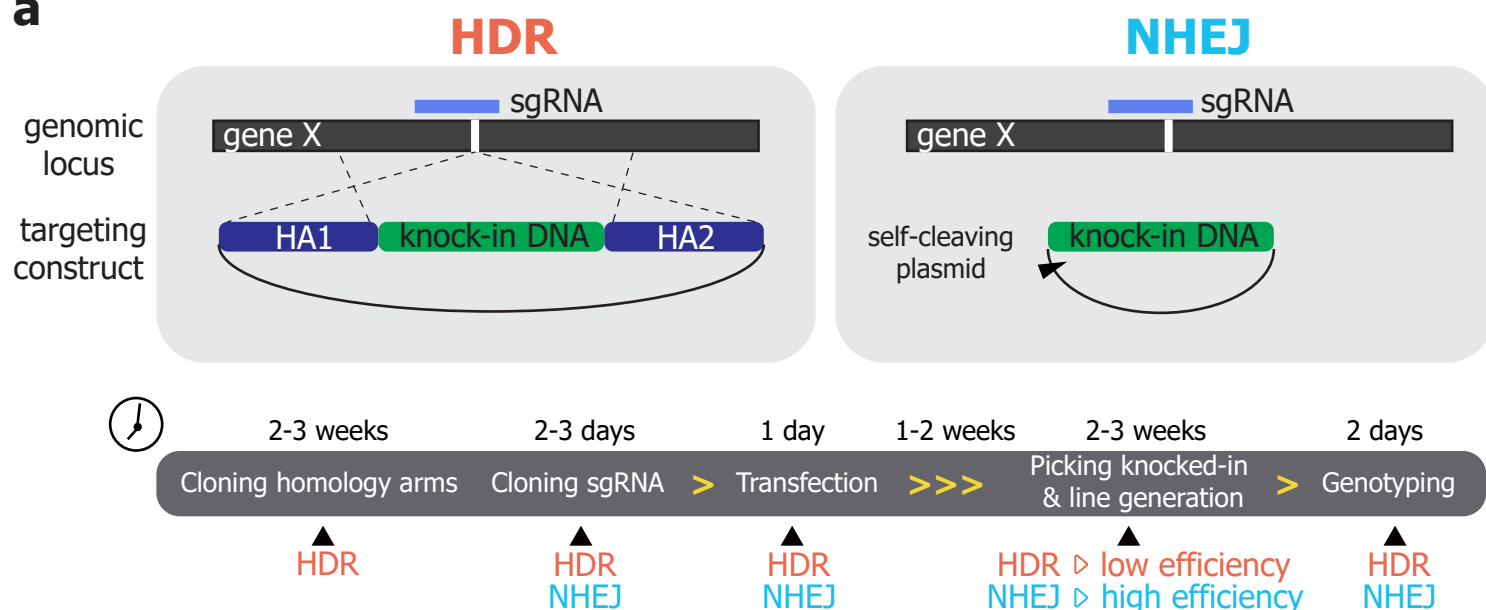 a
HDR
NHEJ
sgRNA
sgRNA
genomic
locus
gene X
gene X
targeting
construct
HA1
knock-in DNA
HA2
self-cleaving
plasmid
knock-in DNA
2-3 weeks
2-3 days
1 day
1-2 weeks
2-3 weeks
2 days
Cloning homology arms
Cloning sgRNA
>
Transfection
>>>
Picking knocked-in
& line generation
>
Genotyping
HDR
HDR
NHEJ
HDR
NHEJ
HDR ▷ low efficiency
NHEJ ▷ high efficiency
HDR
NHEJ